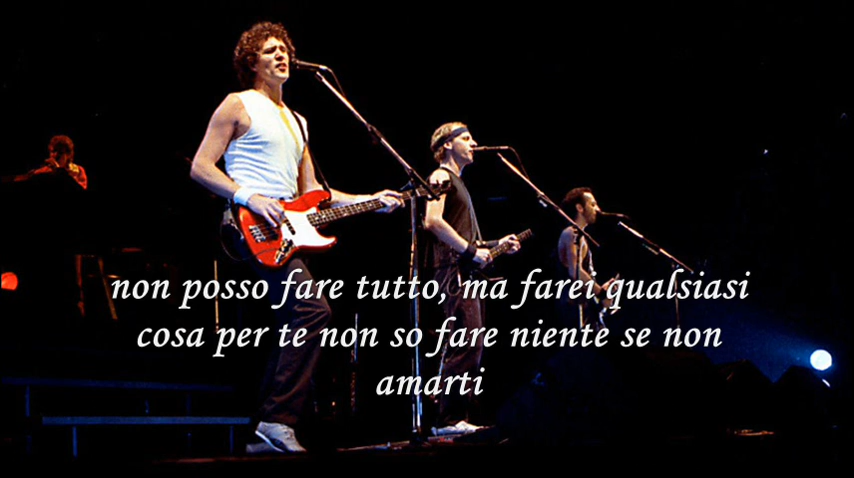 non posso fare tutto, ma farei qualsiasi
cosa per te non so fare niente se non
amarti